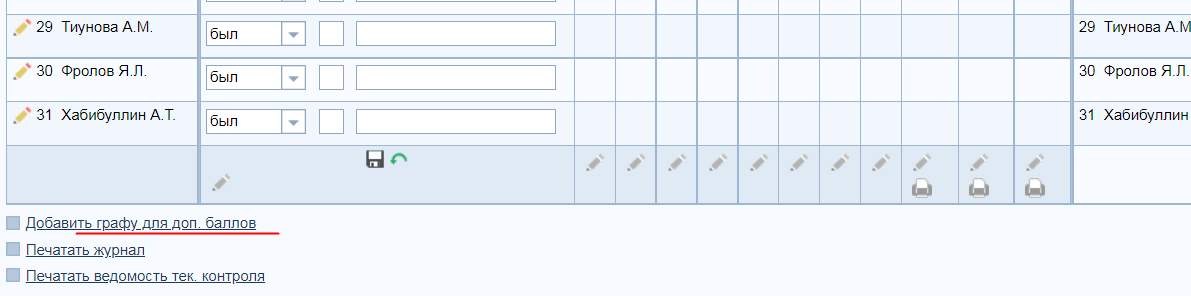 29 Тиунова А.М. был 29 Тиунова А.М
30 Фролов Я.Л. был 30 Фролов Я.Л.
31 Хабибуллин А.Т. был 31 Хабибуллин
Добавить графу для доп. баллов
Печатать журнал
Печатать ведомость тек. контроля